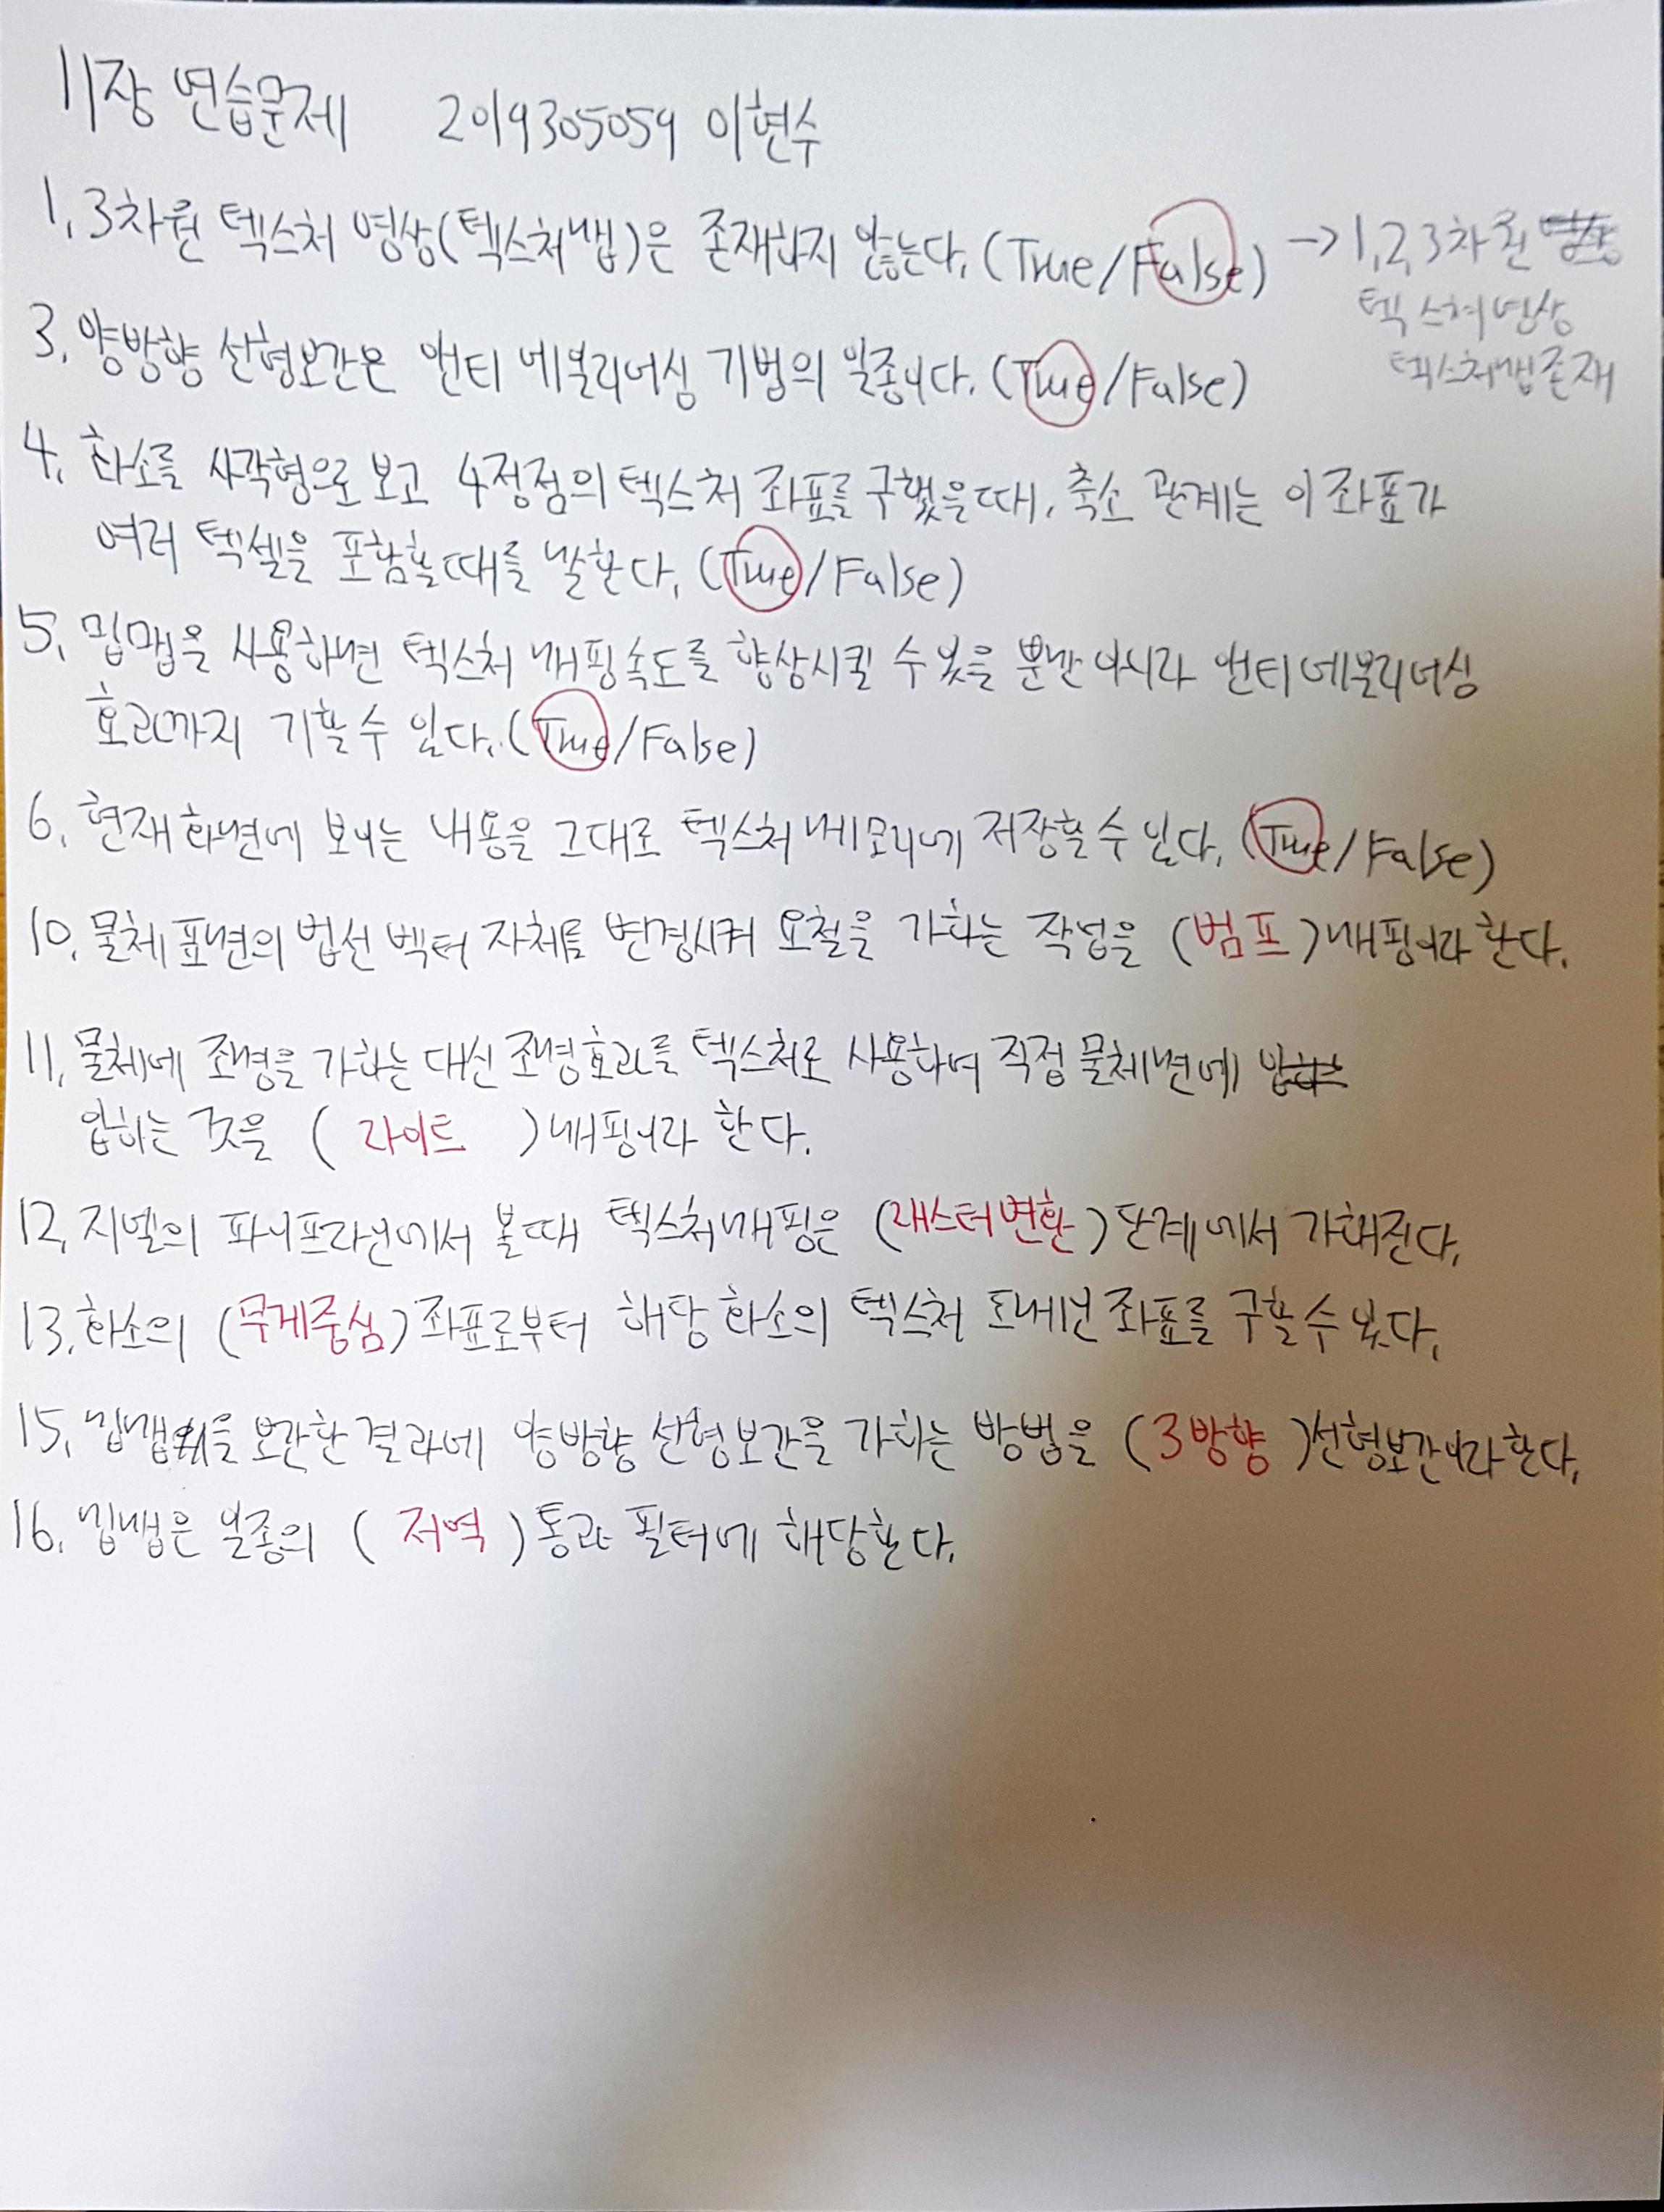 11장 연습문제 2019305059 이현수
1, 3차원 텍스처 영상(텍스처맵)은 존재하지 않는다. (True/False) → 1,2,3차원
텍스처영상
텍스처맵존재
3, 양방향 선형보간은 앤티 에일리어싱 기법의 일종이다. (True/False)
4, 화소를 사각형으로 보고 4정점의 텍스처 좌표를 구했을때, 축소 관계는 이 좌표가
여러 텍셀을 포함할때를 말한다. (True/False)
5, 밉맵을 사용하면 텍스처 매핑속도를 향상시킬 수 있을 뿐만 아니라 앤티에일리어싱
효과까지 기할 수 있다. (True/False)
6, 현재 화면에 보이는 내용을 그대로 텍스처 메모리에 저장할 수 있다. (True/False)
10, 물체 표면의 법선 벡터 자체를 변경시켜 요철을 가하는 작업을 (범프)매핑이라 한다.
11, 물체에 조명을 가하는 대신 조명효과를 텍스처로 사용하여 직접 물체면에
입히는 것을 ( 라이트 )매핑이라 한다.
12, 지엘의 파이프라인에서 볼때 텍스처매핑은 (래스터변환)단계에서 가해진다.
13, 화소의 (무게중심)좌표로부터 해당 화소의 텍스처 도메인 좌표를 구할 수 있다.
15, 밉맵을 보간한 결과에 양방향 선형보간을 가하는 방법을 (3방향)선형보간이라한다.
16, 밉맵은 일종의 ( 저역 )통과 필터에 해당한다.